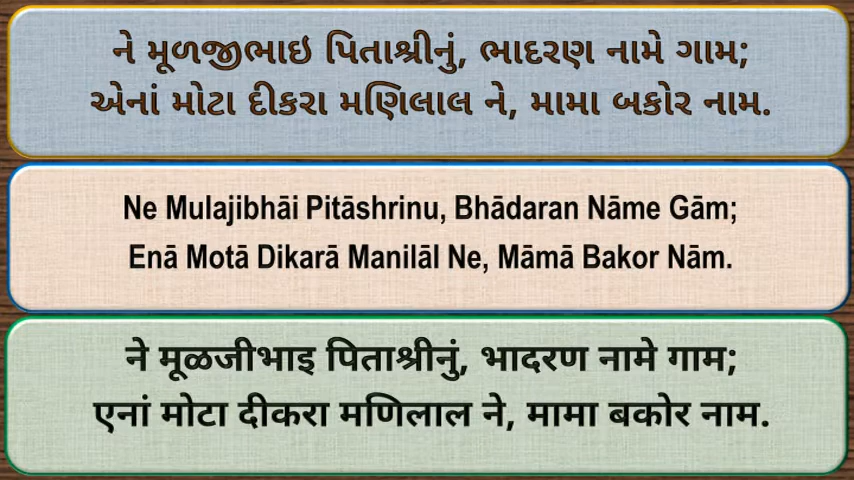 ને મૂળજીભાઇ પિતાશ્રીનું, ભાદરણ નામે ગામ;
એનાં મોટા દીકરા મણિલાલ ને, મામા બકોર નામ.
Ne Mulajibhāi Pitāshrinu, Bhādaran Nāme Gām;
Enā Motā Dikarā Manilāl Ne, Māmā Bakor Nām.
ने मूळजीभाइ पिताश्रीनुं, भादरण नामे गाम;
एनां मोटा दीकरा मणिलाल ने, मामा बकोर नाम.